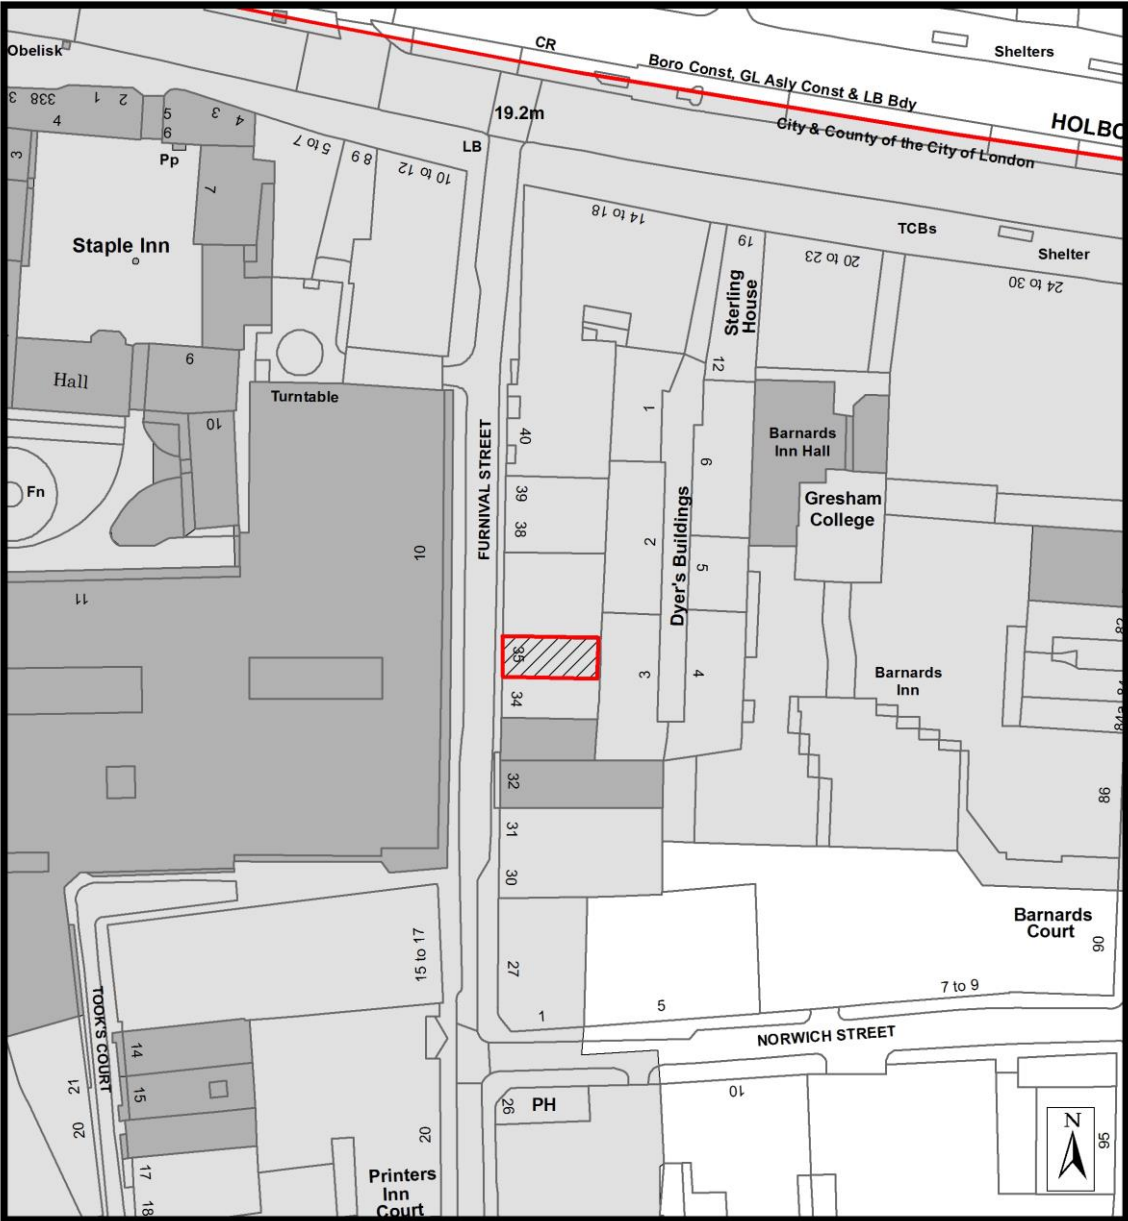 Obelisk
CR
Boro Const, GL Asly Const & LB Bdy
Shelters
HOLBO
City & County of the City of London
19.2m
LB
3
338
1
2
4
5
6
3
4
Pp
3
7
5 to 7
8 9
10 to 12
14 to 18
19
20 to 23
TCBs
Shelter
24 to 30
Staple Inn
Sterling
House
12
Hall
6
Turntable
10
Fn
11
10
FURNIVAL STREET
40
39
38
1
2
3
Dyer's Buildings
6
5
4
Barnards
Inn Hall
Gresham
College
35
34
32
31
30
27
1
Barnards
Inn
82
84
84a
86
Barnards
Court
90
5
7 to 9
NORWICH STREET
15 to 17
TOOK'S COURT
14
15
21
20
17
18
20
Printers
Inn
Court
26
PH
10
N
95